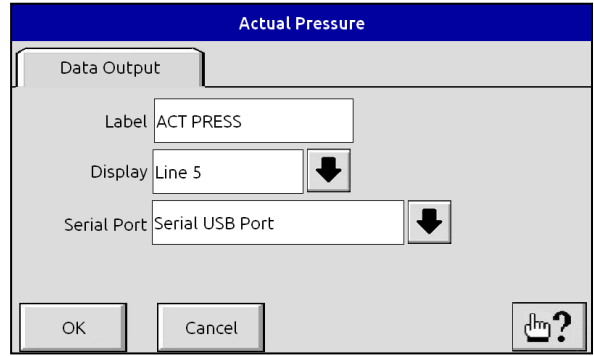 Actual Pressure
Data Output
Label ACT PRESS
Display Line 5
Serial Port Serial USB Port
OK Cancel ?